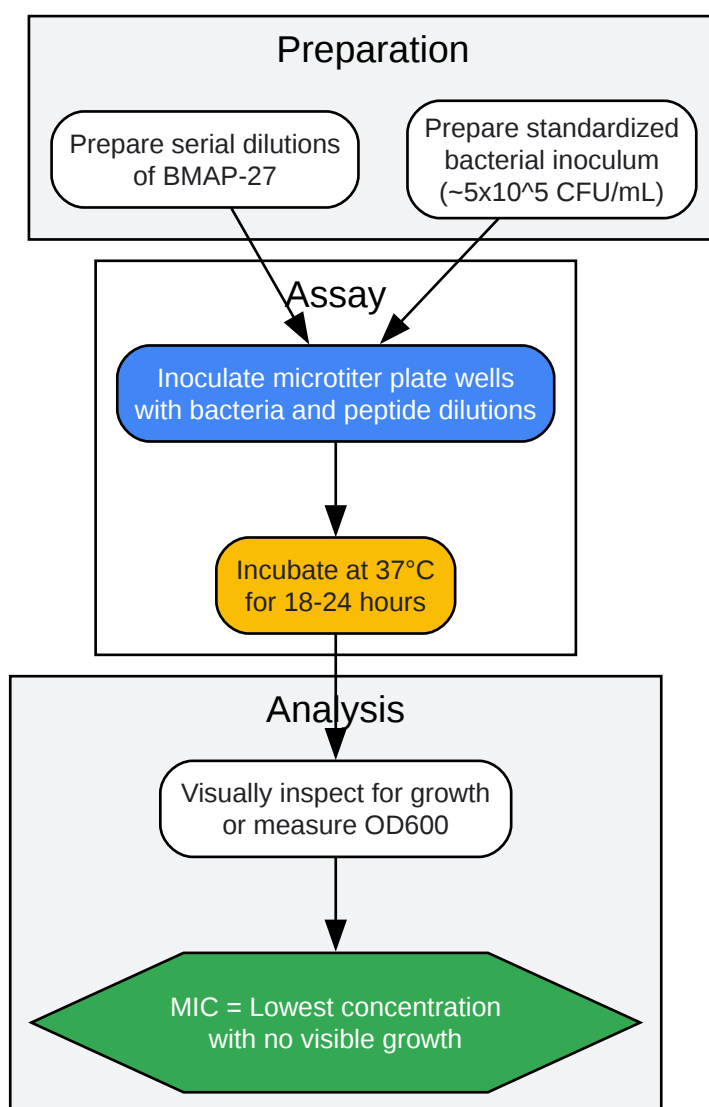 Preparation
Prepare serial dilutions
of BMAP-27
Prepare standardized
bacterial inoculum
(~5x10^5 CFU/mL)
Assay
Inoculate microtiter plate wells
with bacteria and peptide dilutions
Incubate at 37°C
for 18-24 hours
Analysis
Visually inspect for growth
or measure OD600
MIC = Lowest concentration
with no visible growth